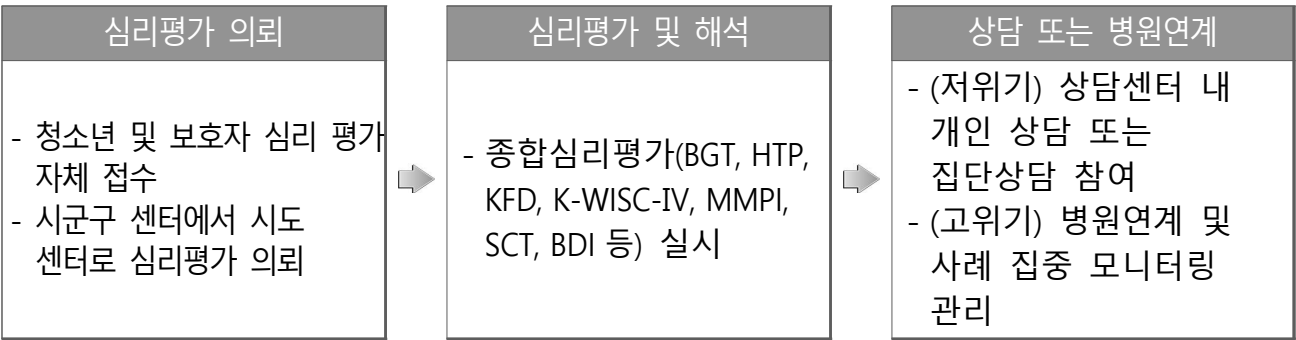 심리평가 의뢰
- 청소년 및 보호자 심리 평가
자체 접수
- 시군구 센터에서 시도
센터로 심리평가 의뢰
심리평가 및 해석
- 종합심리평가(BGT, HTP,
KFD, K-WISC-IV, MMPI,
SCT, BDI 등) 실시
상담 또는 병원연계
- (저위기) 상담센터 내
개인 상담 또는
집단상담 참여
- (고위기) 병원연계 및
사례 집중 모니터링
관리